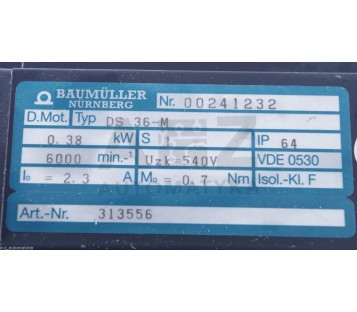 BAUMÜLLER
NÜRNBERG
Nr. 00241232
D.Mot. Typ DS 36-M
0.38 kW S 1 IP 64
6000 min.-¹ Uzk=540V VDE 0530
I₀ = 2.3 A M₀ = 0.7 Nm Isol.-Kl. F
AUTOMATYKA
Art.-Nr. 313556